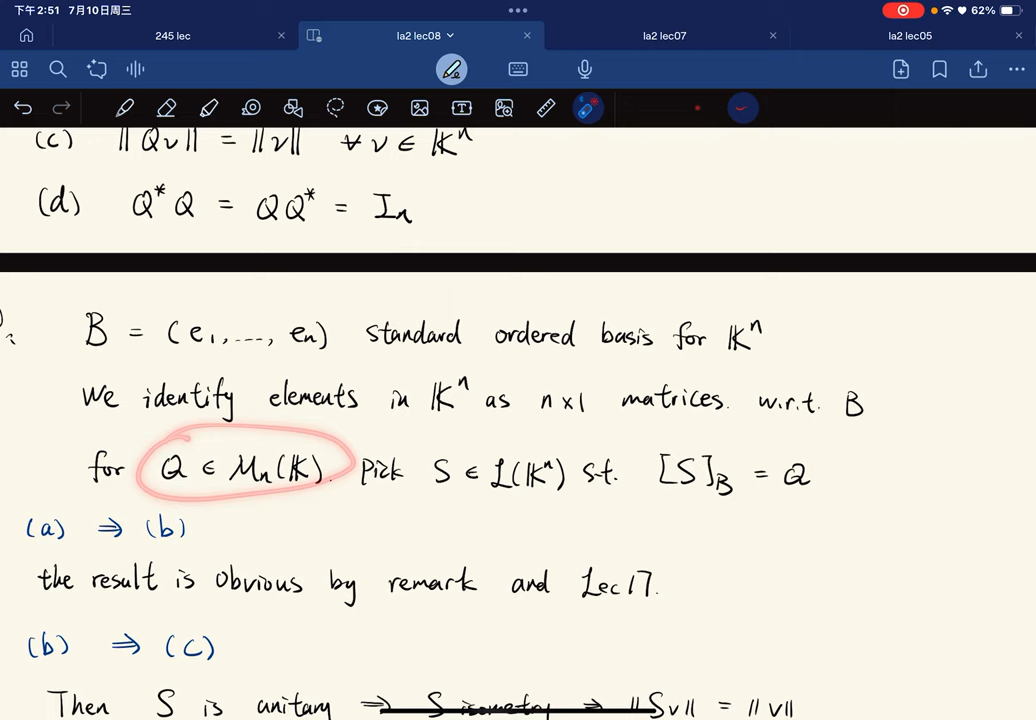 下午2:51 7月10日周三
62%
245 lec
la2 lec08
la2 lec07
la2 lec05
(c) ‖Qv‖ = ‖v‖ ∀ v ∈ 𝕂ⁿ
(d) Q*Q = QQ* = Iₙ
B = (e₁,...., eₙ) standard ordered basis for 𝕂ⁿ
We identify elements in 𝕂ⁿ as n×1 matrices. w.r.t. B
for Q ∈ Mₙ(𝕂). Pick S ∈ ℒ(𝕂ⁿ) st. [S]_B = Q
(a) ⇒ (b)
the result is obvious by remark and Lec17.
(b) ⇒ (c)
Then S is unitary ⇒ S isometry ⇒ ‖Sv‖ = ‖v‖